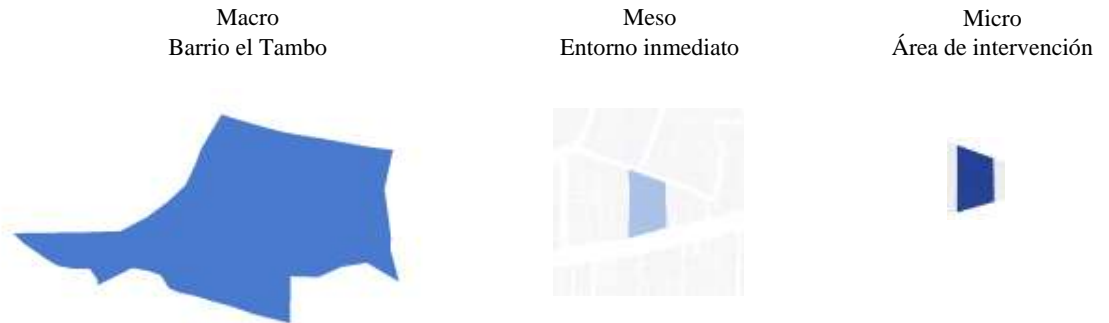 Macro
Barrio el Tambo
Meso
Entorno inmediato
Micro
Área de intervención